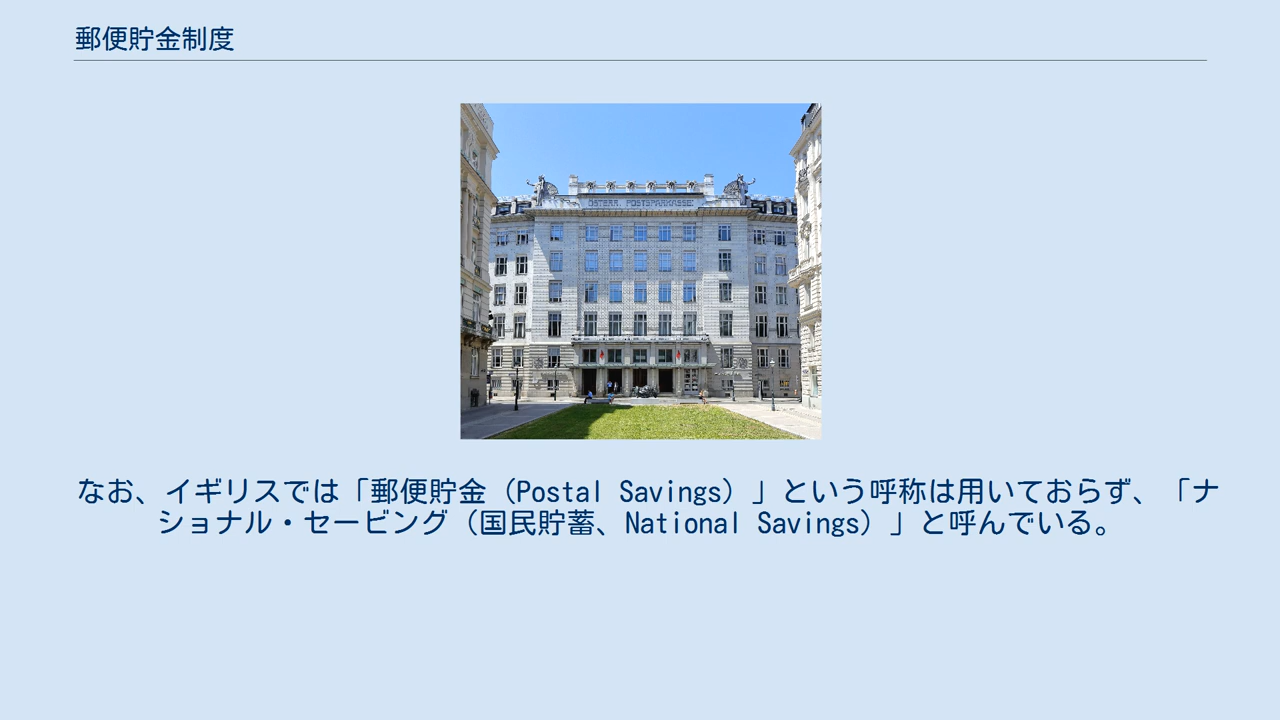 郵便貯金制度
ÖSTERR. POSTSPARKASSE
なお、イギリスでは「郵便貯金（Postal Savings）」という呼称は用いておらず、「ナ
ショナル・セービング（国民貯蓄、National Savings）」と呼んでいる。